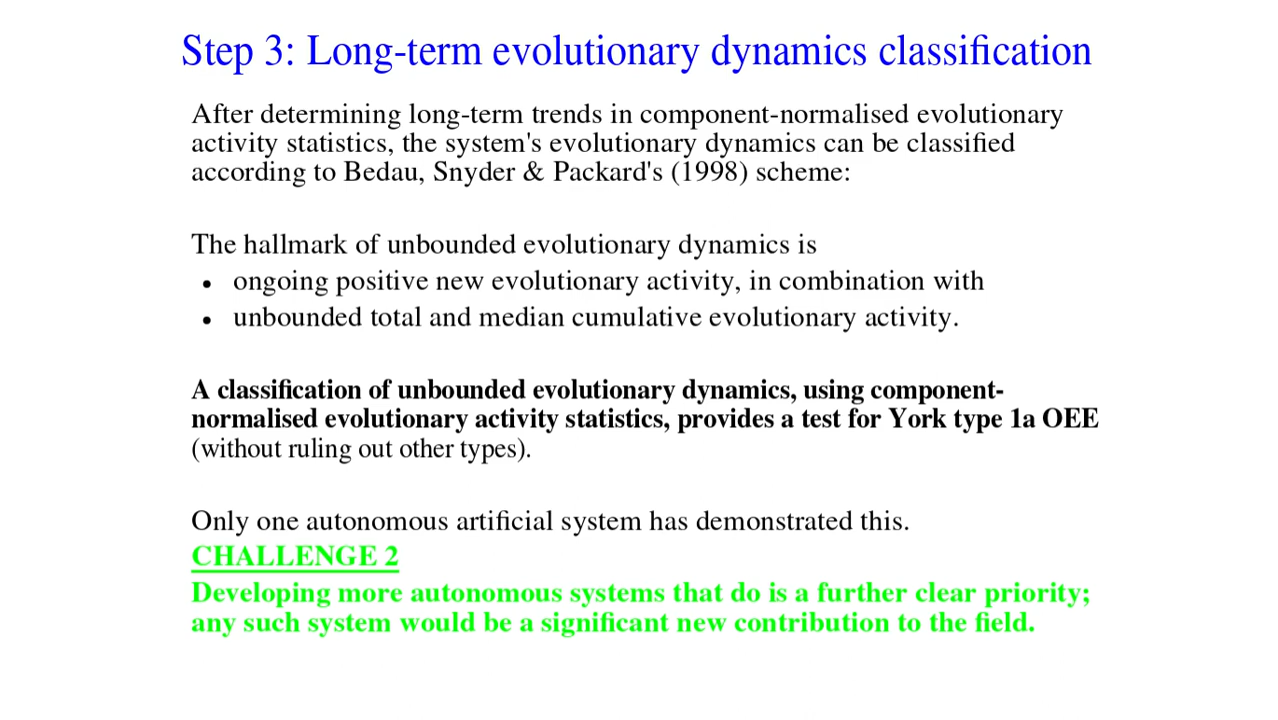 Step 3: Long-term evolutionary dynamics classification
After determining long-term trends in component-normalised evolutionary
activity statistics, the system's evolutionary dynamics can be classified
according to Bedau, Snyder & Packard's (1998) scheme:
The hallmark of unbounded evolutionary dynamics is
• ongoing positive new evolutionary activity, in combination with
• unbounded total and median cumulative evolutionary activity.
A classification of unbounded evolutionary dynamics, using component-
normalised evolutionary activity statistics, provides a test for York type 1a OEE
(without ruling out other types).
Only one autonomous artificial system has demonstrated this.
CHALLENGE 2
Developing more autonomous systems that do is a further clear priority;
any such system would be a significant new contribution to the field.